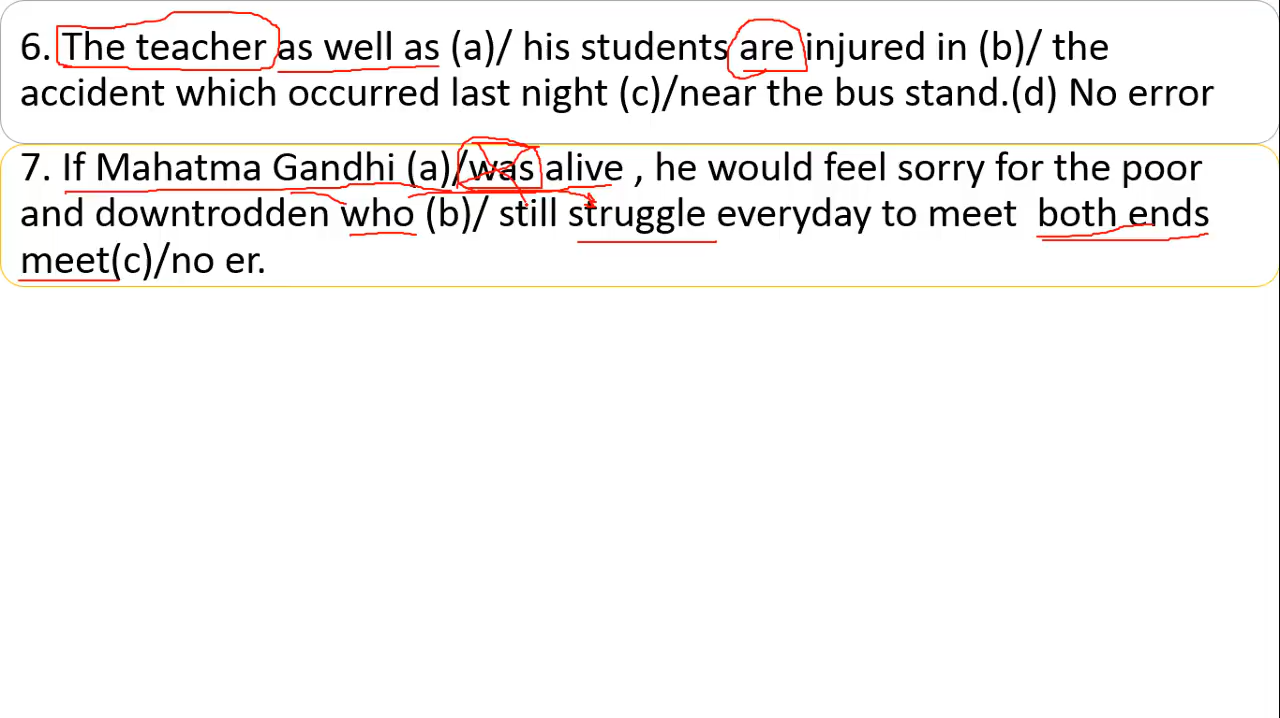 6. The teacher as well as (a)/ his students are injured in (b)/ the
accident which occurred last night (c)/near the bus stand.(d) No error
7. If Mahatma Gandhi (a)/was alive , he would feel sorry for the poor
and downtrodden who (b)/ still struggle everyday to meet both ends
meet(c)/no er.